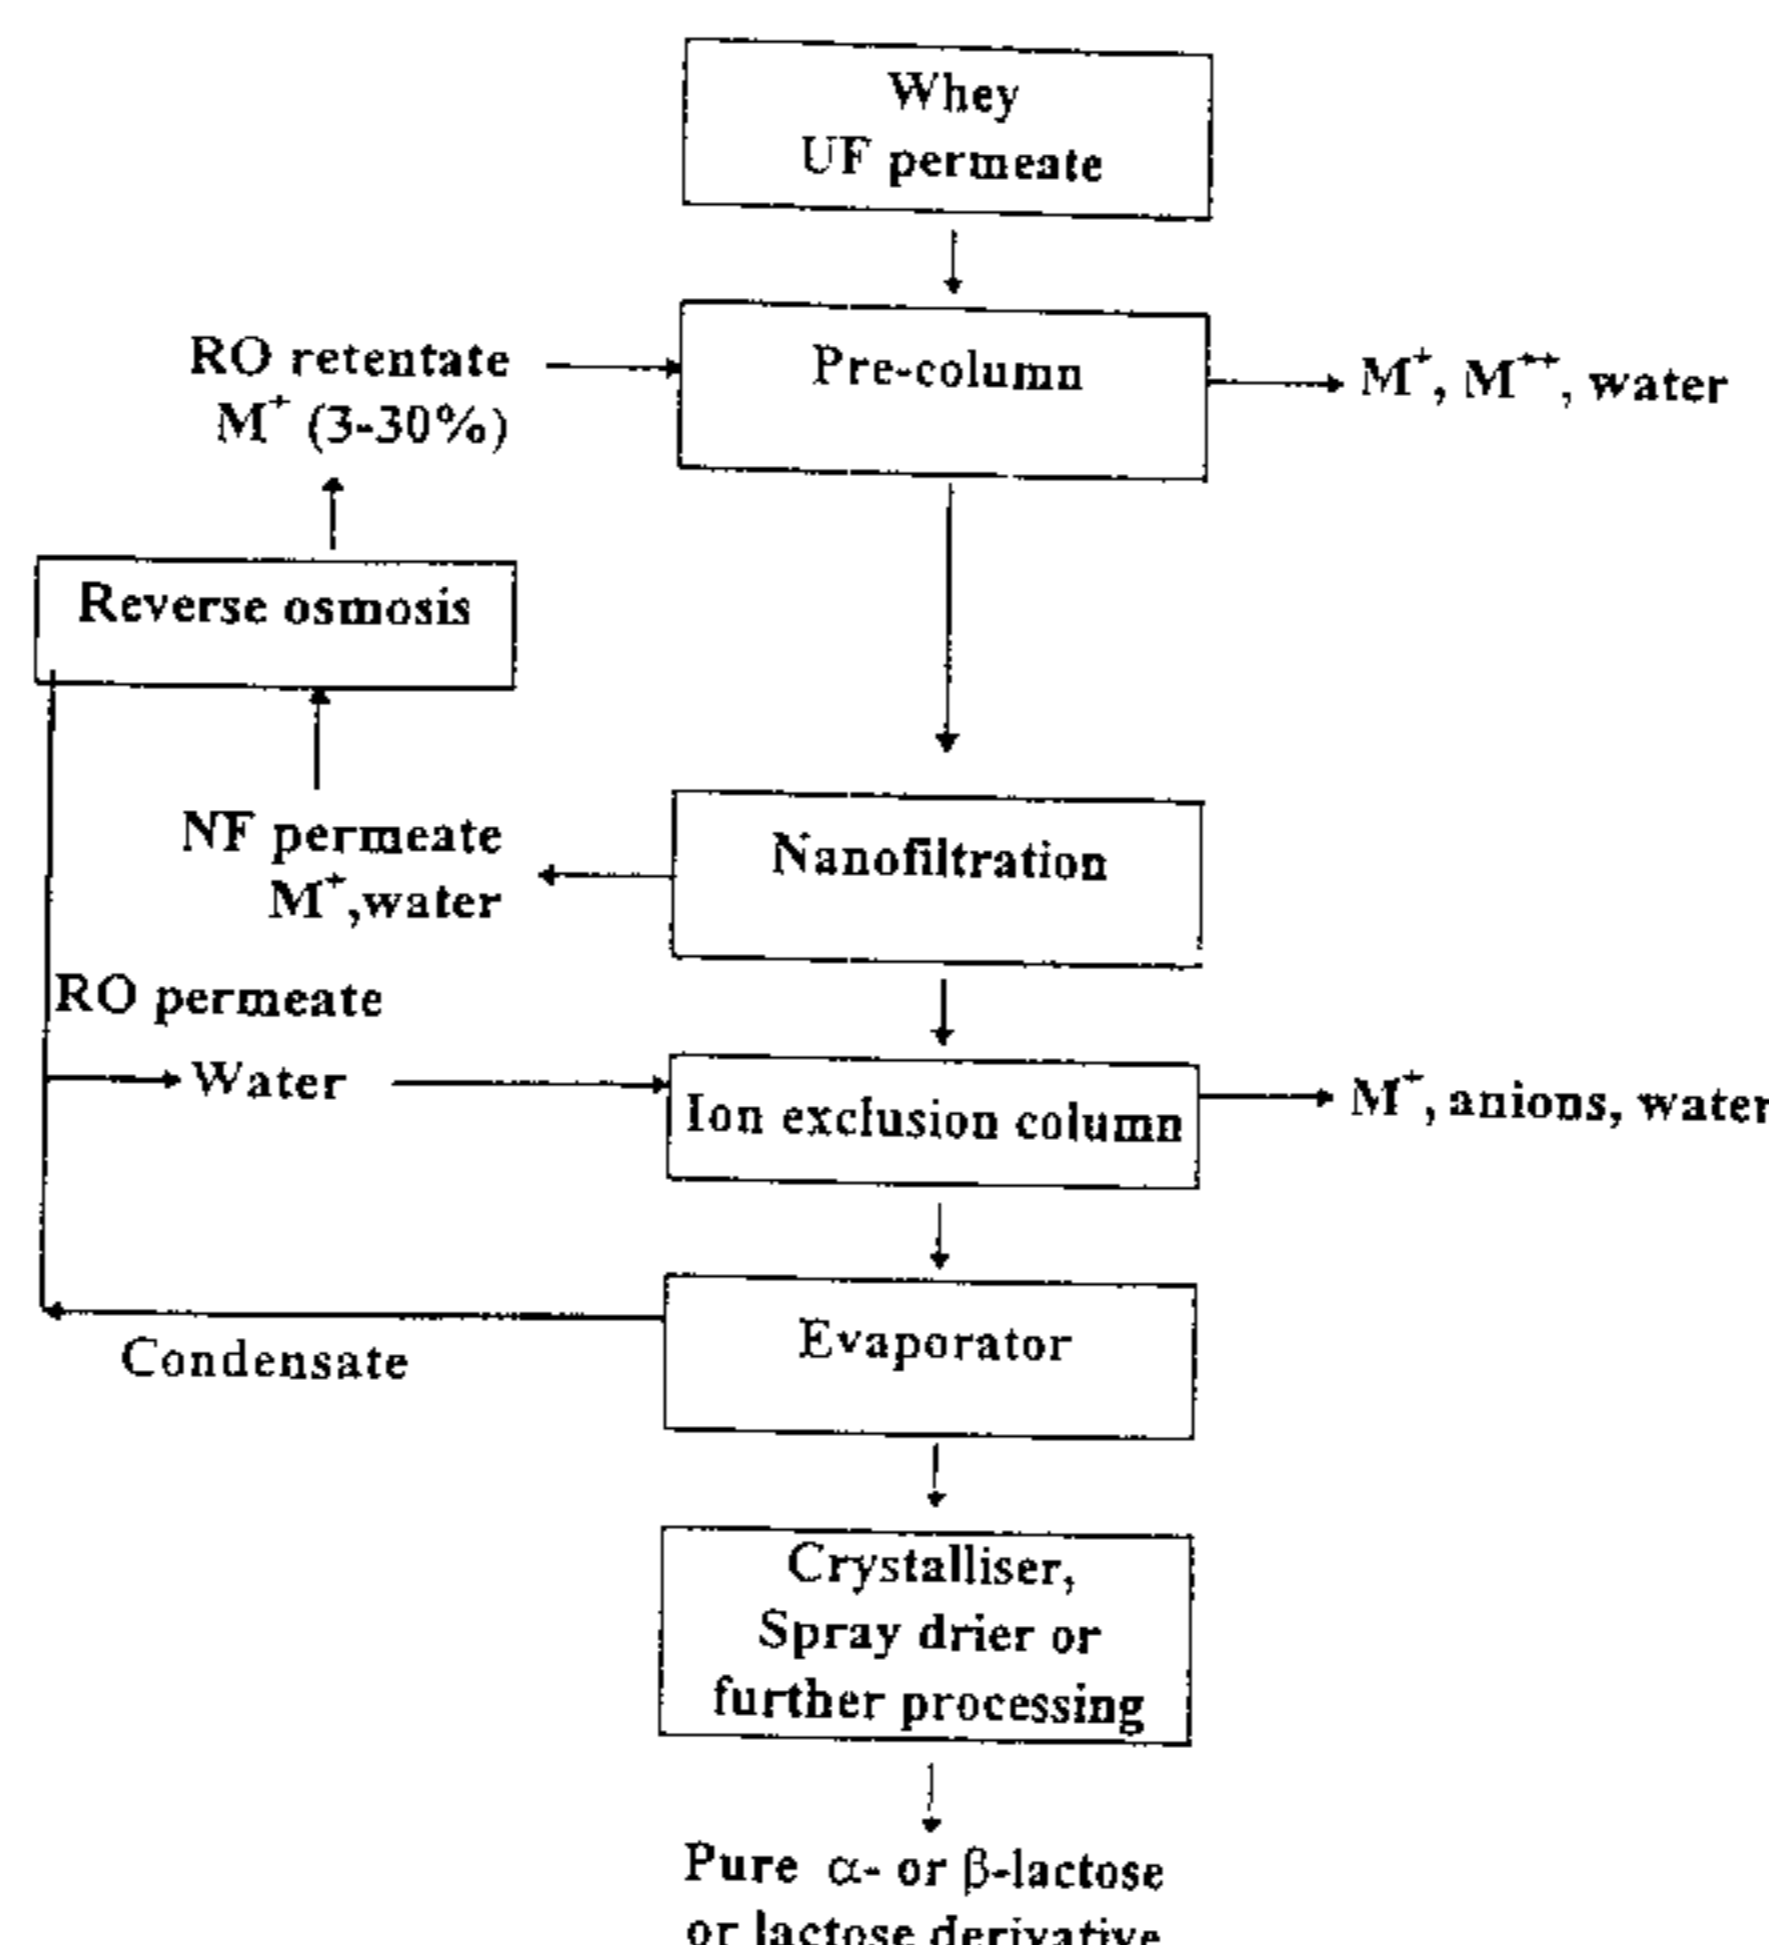 Whey
UF permeate
RO retentate
M⁺ (3-30%)
Pre-column
M⁺, M⁺⁺, water
Reverse osmosis
NF permeate
M⁺,water
Nanofiltration
RO permeate
Water
Ion exclusion column
M⁺, anions, water
Condensate
Evaporator
Crystalliser,
Spray drier or
further processing
Pure α- or β-lactose
or lactose derivative